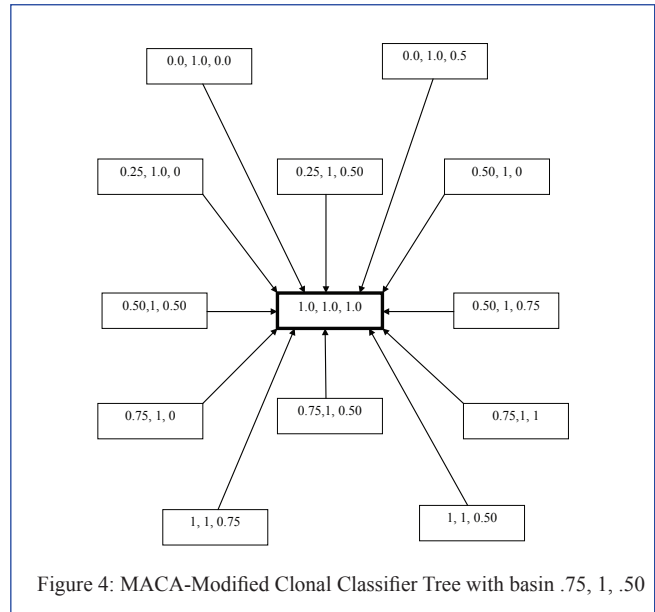 0.0, 1.0, 0.0
0.0, 1.0, 0.5
0.25, 1.0, 0
0.25, 1, 0.50
0.50, 1, 0
0.50,1, 0.50
1.0, 1.0, 1.0
0.50, 1, 0.75
0.75, 1, 0
0.75,1, 0.50
0.75,1, 1
1, 1, 0.75
1, 1, 0.50
Figure 4: MACA-Modified Clonal Classifier Tree with basin .75, 1, .50